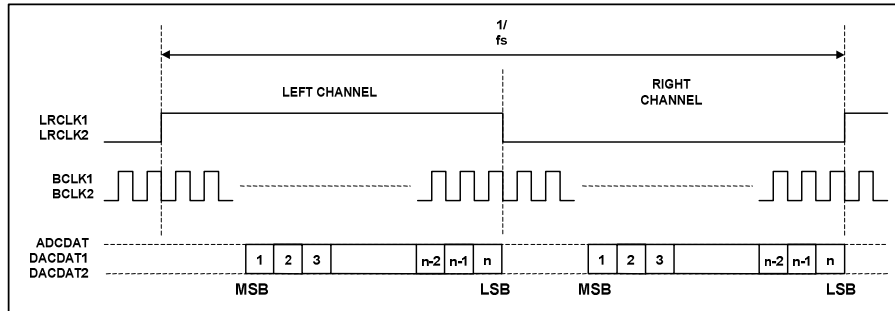 1/
fs
LEFT CHANNEL
RIGHT
CHANNEL
LRCLK1
LRCLK2
BCLK1
BCLK2
ADCDAT
DACDAT1
DACDAT2
1 2 3 n-2 n-1 n 1 2 3 n-2 n-1 n
MSB LSB MSB LSB